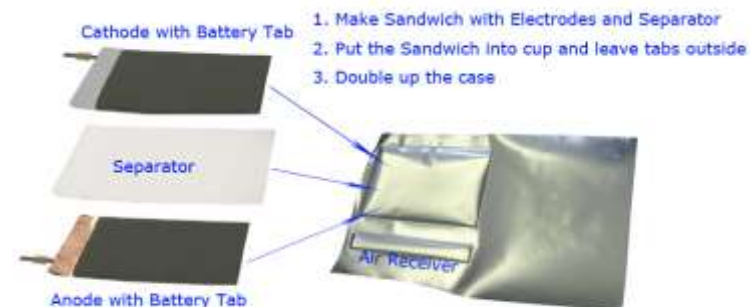 Cathode with Battery Tab
1. Make Sandwich with Electrodes and Separator
2. Put the Sandwich into cup and leave tabs outside
3. Double up the case
Separator
Air Receiver
Anode with Battery Tab